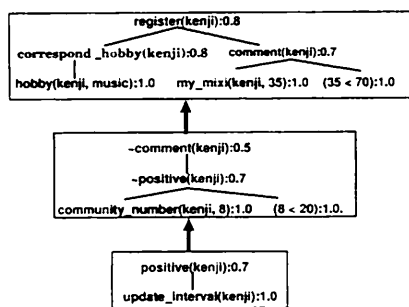 register(kenji):0.8
correspond_hobby(kenji):0.8 comment(kenji):0.7
hobby(kenji, music):1.0 my_mixi(kenji, 35):1.0 (35 < 70):1.0
~comment(kenji):0.5
~positive(kenji):0.7
community_number(kenji, 8):1.0 (8 < 20):1.0.
positive(kenji):0.7
update_interval(kenji):1.0